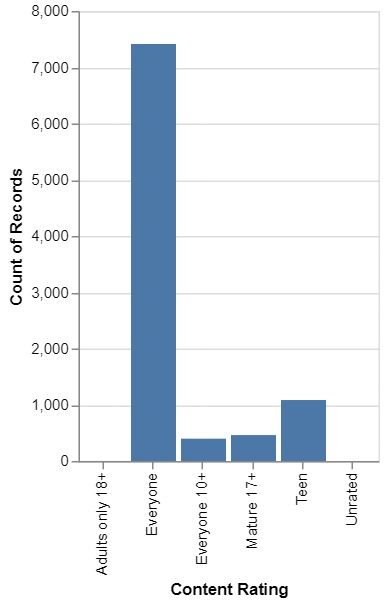 8,000
7,000
6,000
5,000
4,000
3,000
2,000
1,000
0
Count of Records
Adults only 18+
Everyone
Everyone 10+
Mature 17+
Teen
Unrated
Content Rating